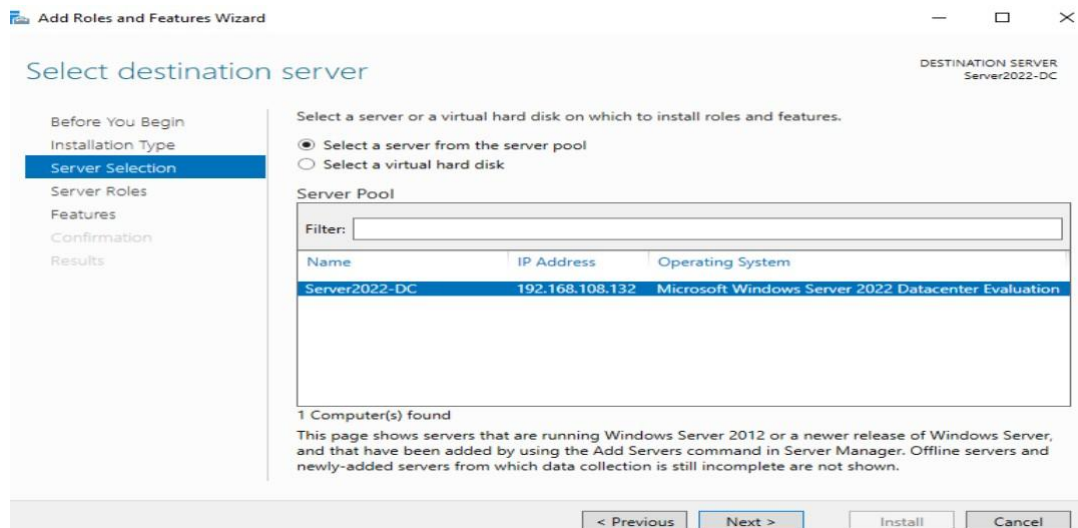 Add Roles and Features Wizard
Select destination server
DESTINATION SERVER
Server2022-DC
Before You Begin
Installation Type
Server Selection
Server Roles
Features
Confirmation
Results
Select a server or a virtual hard disk on which to install roles and features.
Select a server from the server pool
Select a virtual hard disk
Server Pool
Filter:
Name IP Address Operating System
Server2022-DC 192.168.108.132 Microsoft Windows Server 2022 Datacenter Evaluation
1 Computer(s) found
This page shows servers that are running Windows Server 2012 or a newer release of Windows Server,
and that have been added by using the Add Servers command in Server Manager. Offline servers and
newly-added servers from which data collection is still incomplete are not shown.
< Previous Next > Install Cancel